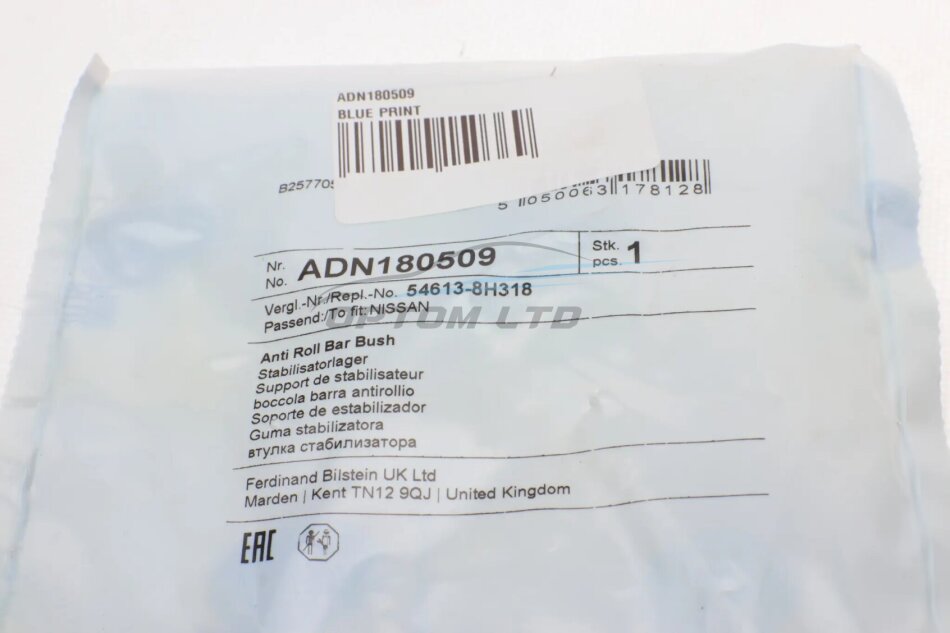 ADN180509
BLUE PRINT
B25770
5 050063 178128
Nr.
No. ADN180509
Stk.
pcs. 1
Vergl.-Nr./Repl.-No. 54613-8H318
Passend:/To fit: NISSAN
OPTOM LTD
Anti Roll Bar Bush
Stabilisatorlager
Support de stabilisateur
boccola barra antirollio
Soporte de estabilizador
Guma stabilizatora
втулка стабилизатора
Ferdinand Bilstein UK Ltd
Marden | Kent TN12 9QJ | United Kingdom
EAC